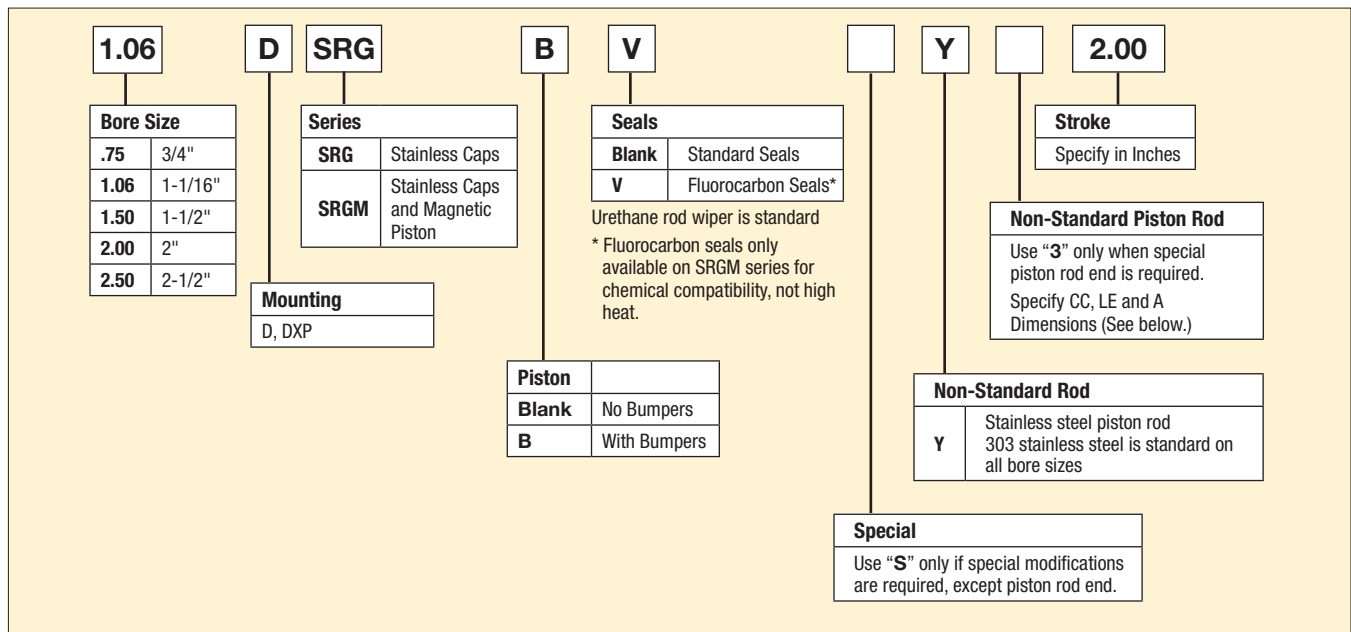 1.06 D SRG B V Y 2.00
Bore Size
.75 3/4"
1.06 1-1/16"
1.50 1-1/2"
2.00 2"
2.50 2-1/2"
Mounting
D, DXP
Series
SRG Stainless Caps
SRGM Stainless Caps
and Magnetic
Piston
Piston
Blank No Bumpers
B With Bumpers
Seals
Blank Standard Seals
V Fluorocarbon Seals*
Urethane rod wiper is standard
* Fluorocarbon seals only
available on SRGM series for
chemical compatibility, not high
heat.
Special
Use “S” only if special modifications
are required, except piston rod end.
Non-Standard Rod
Y Stainless steel piston rod
303 stainless steel is standard on
all bore sizes
Non-Standard Piston Rod
Use “3” only when special
piston rod end is required.
Specify CC, LE and A
Dimensions (See below.)
Stroke
Specify in Inches